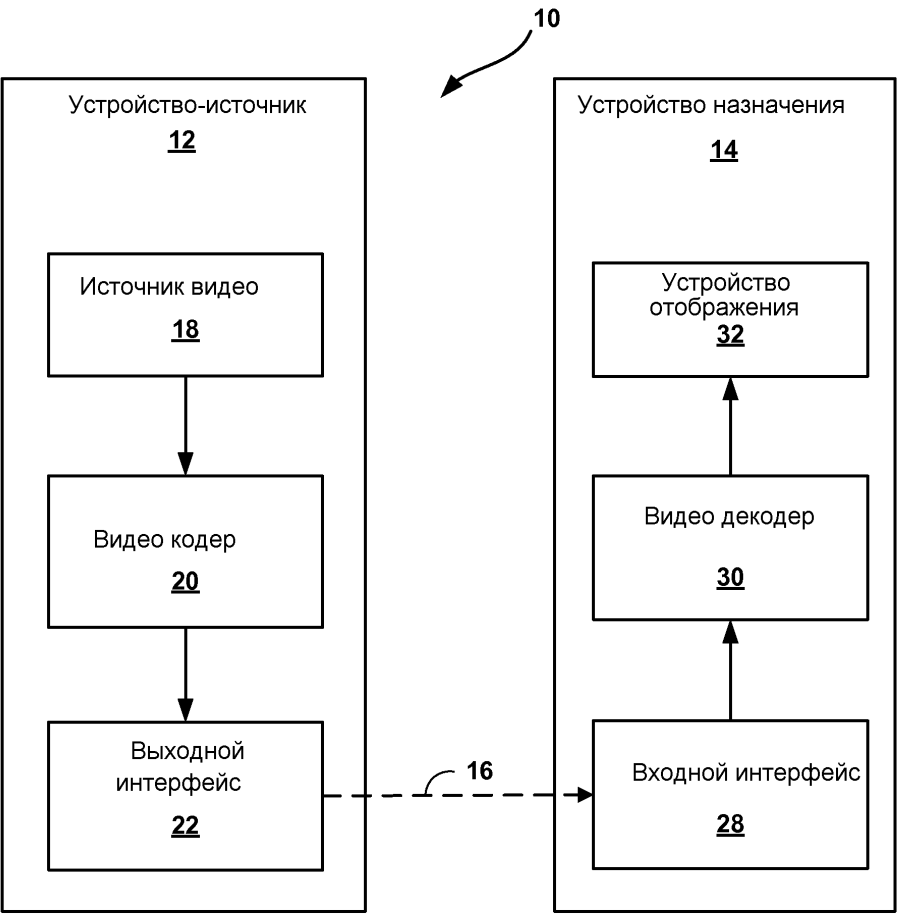 10
Устройство-источник
12
Источник видео
18
Видео кодер
20
Выходной
интерфейс
22
16
Устройство назначения
14
Устройство
отображения
32
Видео декодер
30
Входной интерфейс
28